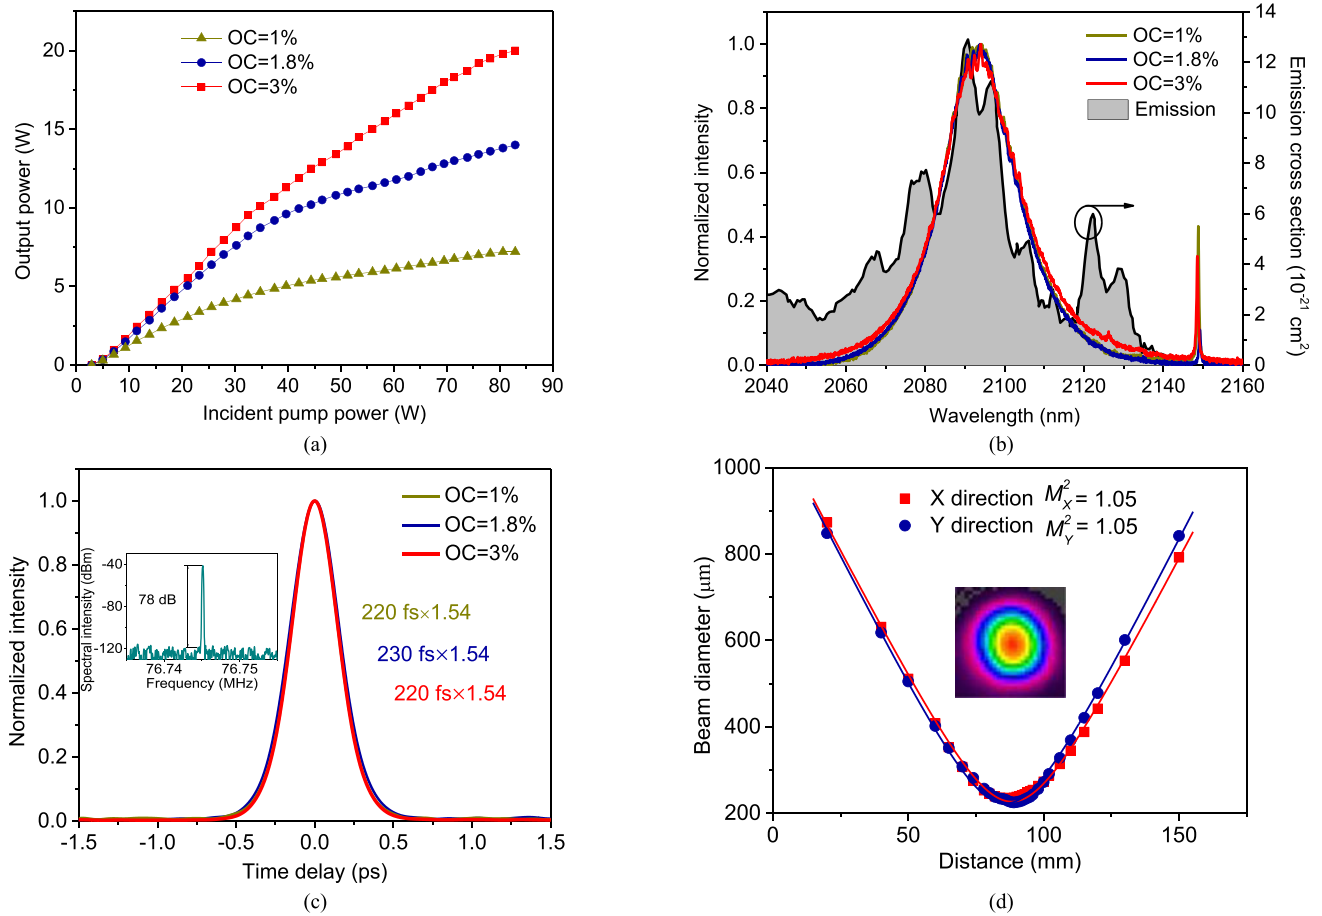 OC=1%
OC=1.8%
OC=3%
20
15
10
5
0
0 10 20 30 40 50 60 70 80 90
Output power (W)
Incident pump power (W)
(a)
OC=1%
OC=1.8%
OC=3%
Emission
1.0
0.8
0.6
0.4
0.2
0.0
14
12
10
8
6
4
2
0
2040 2060 2080 2100 2120 2140 2160
Normalized intensity
Emission cross section (10⁻²¹ cm²)
Wavelength (nm)
(b)
OC=1%
OC=1.8%
OC=3%
1.0
0.8
0.6
0.4
0.2
0.0
-1.5 -1.0 -0.5 0.0 0.5 1.0 1.5
Normalized intensity
Time delay (ps)
-40
-80
-120
78 dB
76.74 76.75
Spectral intensity (dBm)
Frequency (MHz)
220 fs×1.54
230 fs×1.54
220 fs×1.54
(c)
X direction M²X = 1.05
Y direction M²Y = 1.05
1000
800
600
400
200
0 50 100 150
Beam diameter (μm)
Distance (mm)
(d)